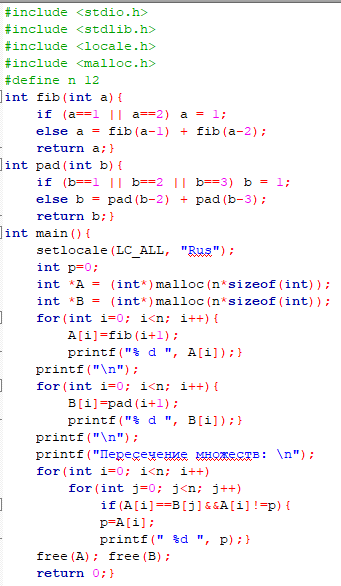 #include <stdio.h>
#include <stdlib.h>
#include <locale.h>
#include <malloc.h>
#define n 12
int fib(int a){
if (a==1 || a==2) a = 1;
else a = fib(a-1) + fib(a-2);
return a;}
int pad(int b){
if (b==1 || b==2 || b==3) b = 1;
else b = pad(b-2) + pad(b-3);
return b;}
int main(){
setlocale(LC_ALL, "Rus");
int p=0;
int *A = (int*)malloc(n*sizeof(int));
int *B = (int*)malloc(n*sizeof(int));
for(int i=0; i<n; i++){
A[i]=fib(i+1);
printf("% d ", A[i]);}
printf("\n");
for(int i=0; i<n; i++){
B[i]=pad(i+1);
printf("% d ", B[i]);}
printf("\n");
printf("Пересечение множеств: \n");
for(int i=0; i<n; i++)
for(int j=0; j<n; j++)
if(A[i]==B[j]&&A[i]!=p){
p=A[i];
printf(" %d ", p);}
free(A); free(B);
return 0;}